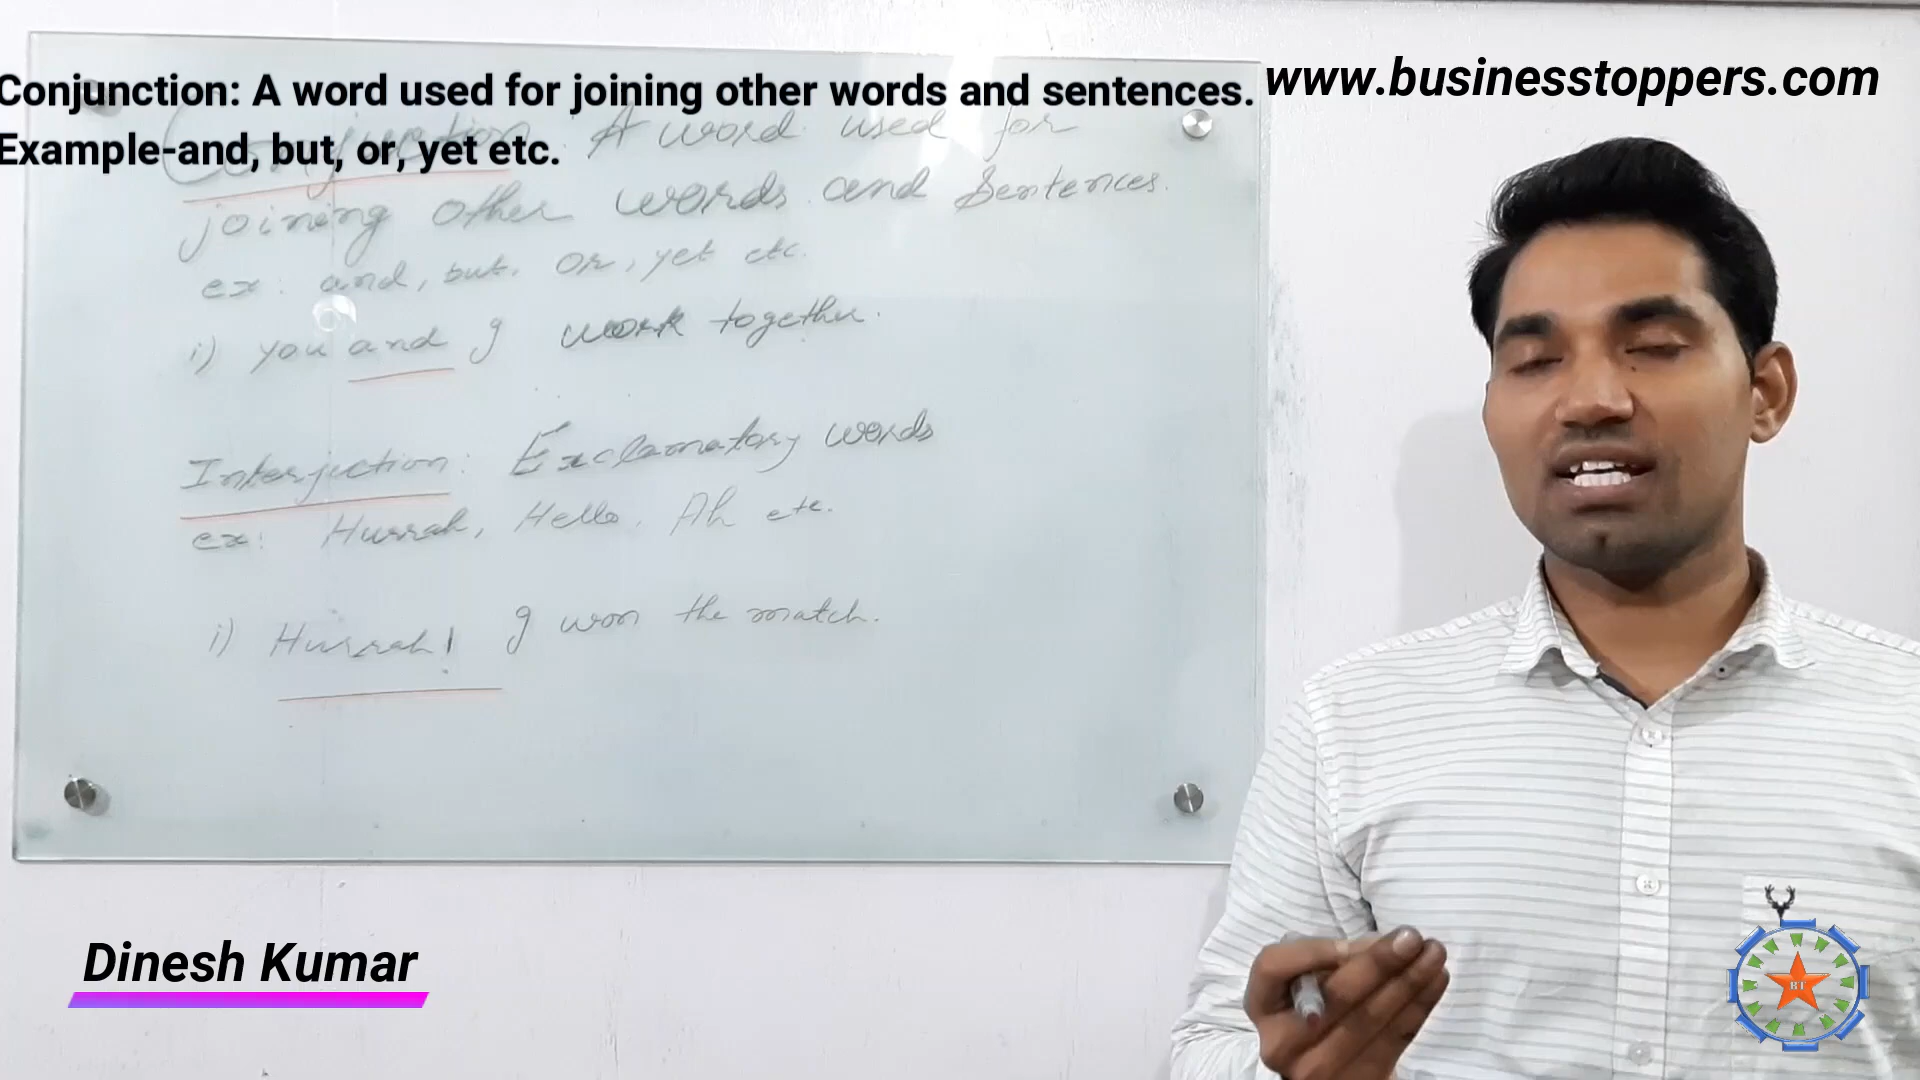 Conjunction: A word used for joining other words and sentences.
Example-and, but, or, yet etc.
www.businesstoppers.com
Conjunction: A word used for
joining other words and Sentences.
ex: and, but, or, yet etc.
i) you and I work together.
Interjection: Exclamatory words
ex: Hurrah, Hello, Ah etc.
i) Hurrah! I won the match.
Dinesh Kumar
BT